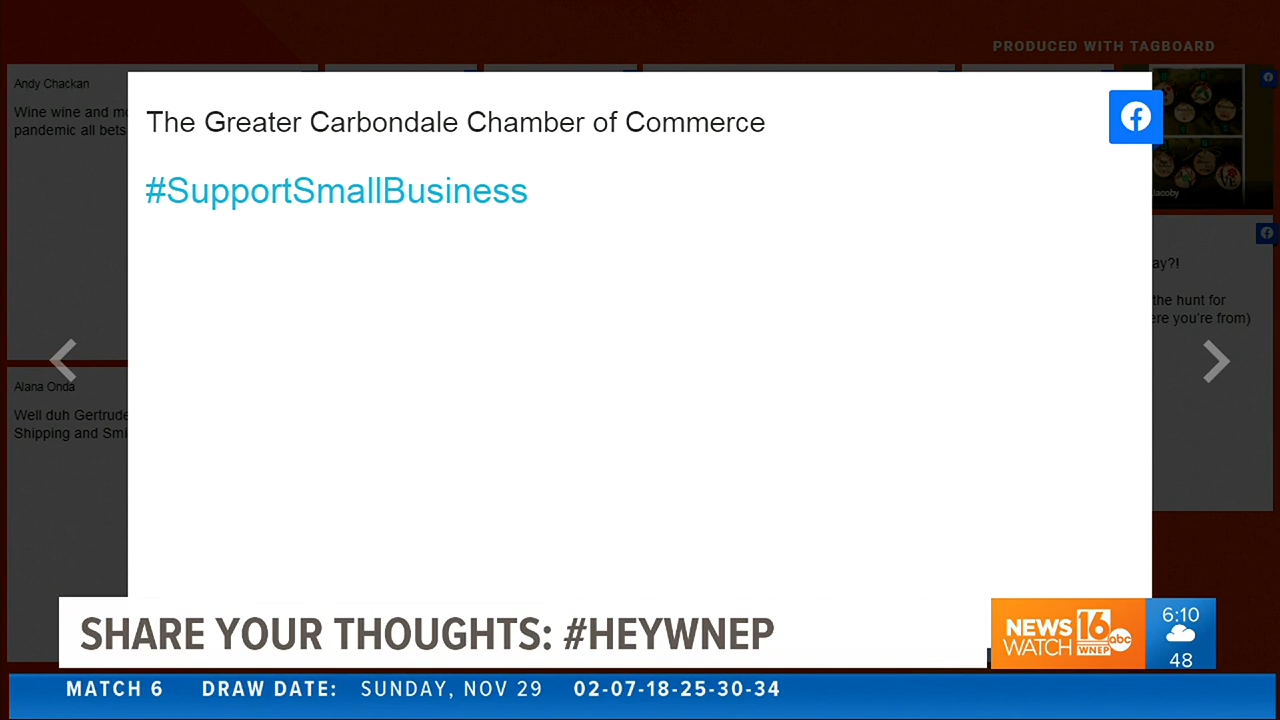 PRODUCED WITH TAGBOARD
Andy Chackan
Wine wine and
pandemic all bets
The Greater Carbondale Chamber of Commerce
#SupportSmallBusiness
Jacoby
ay?!
the hunt for
ere you're from)
Alana Onda
Well duh Gertrude
Shipping and Smi
SHARE YOUR THOUGHTS: #HEYWNEP
NEWS WATCH 16 WNEP abc
6:10
48
MATCH 6 DRAW DATE: SUNDAY, NOV 29 02-07-18-25-30-34